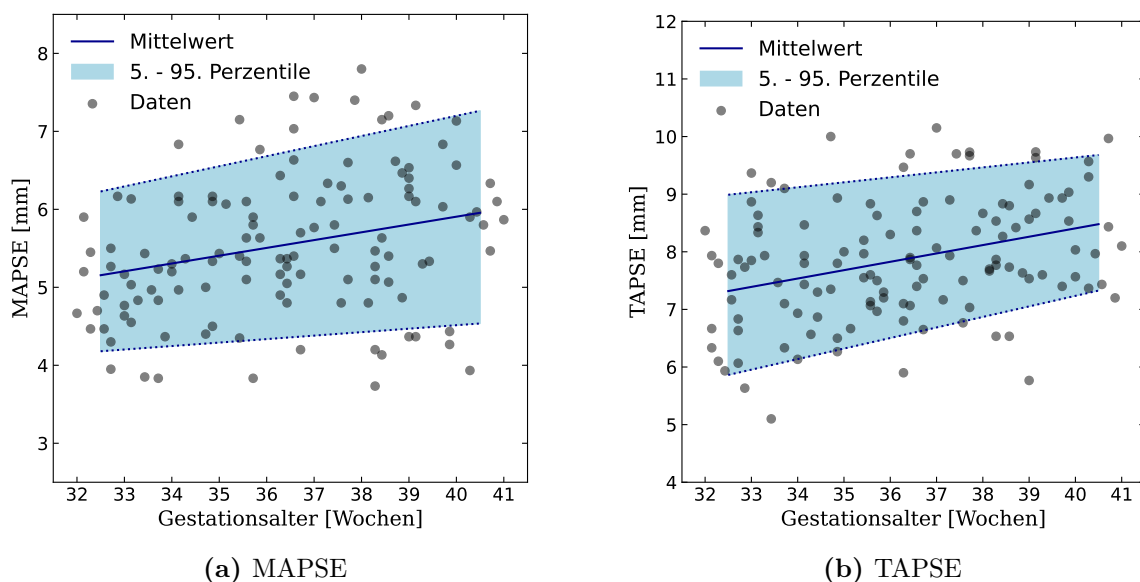 8
7
6
5
4
3
MAPSE [mm]
Mittelwert
5. - 95. Perzentile
Daten
32 33 34 35 36 37 38 39 40 41
Gestationsalter [Wochen]
(a) MAPSE
12
11
10
9
8
7
6
5
4
TAPSE [mm]
Mittelwert
5. - 95. Perzentile
Daten
32 33 34 35 36 37 38 39 40 41
Gestationsalter [Wochen]
(b) TAPSE